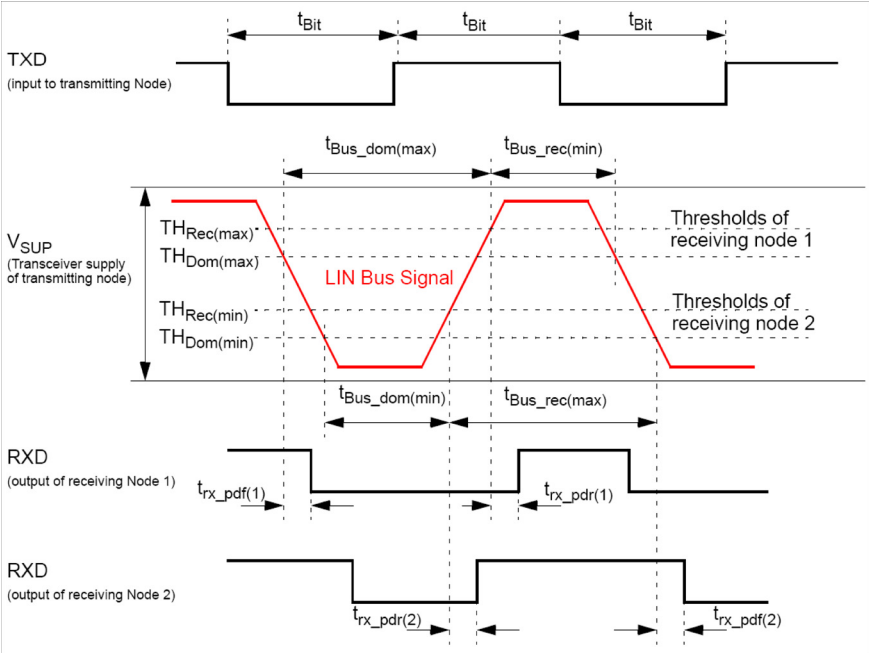 tBit tBit tBit
TXD
(input to transmitting Node)
tBus_dom(max) tBus_rec(min)
THRec(max)
Thresholds of
receiving node 1
VSUP
(Transceiver supply
of transmitting node)
THDom(max)
LIN Bus Signal
THRec(min)
Thresholds of
receiving node 2
THDom(min)
tBus_dom(min) tBus_rec(max)
RXD
(output of receiving Node 1)
trx_pdf(1) trx_pdr(1)
RXD
(output of receiving Node 2)
trx_pdr(2) trx_pdf(2)